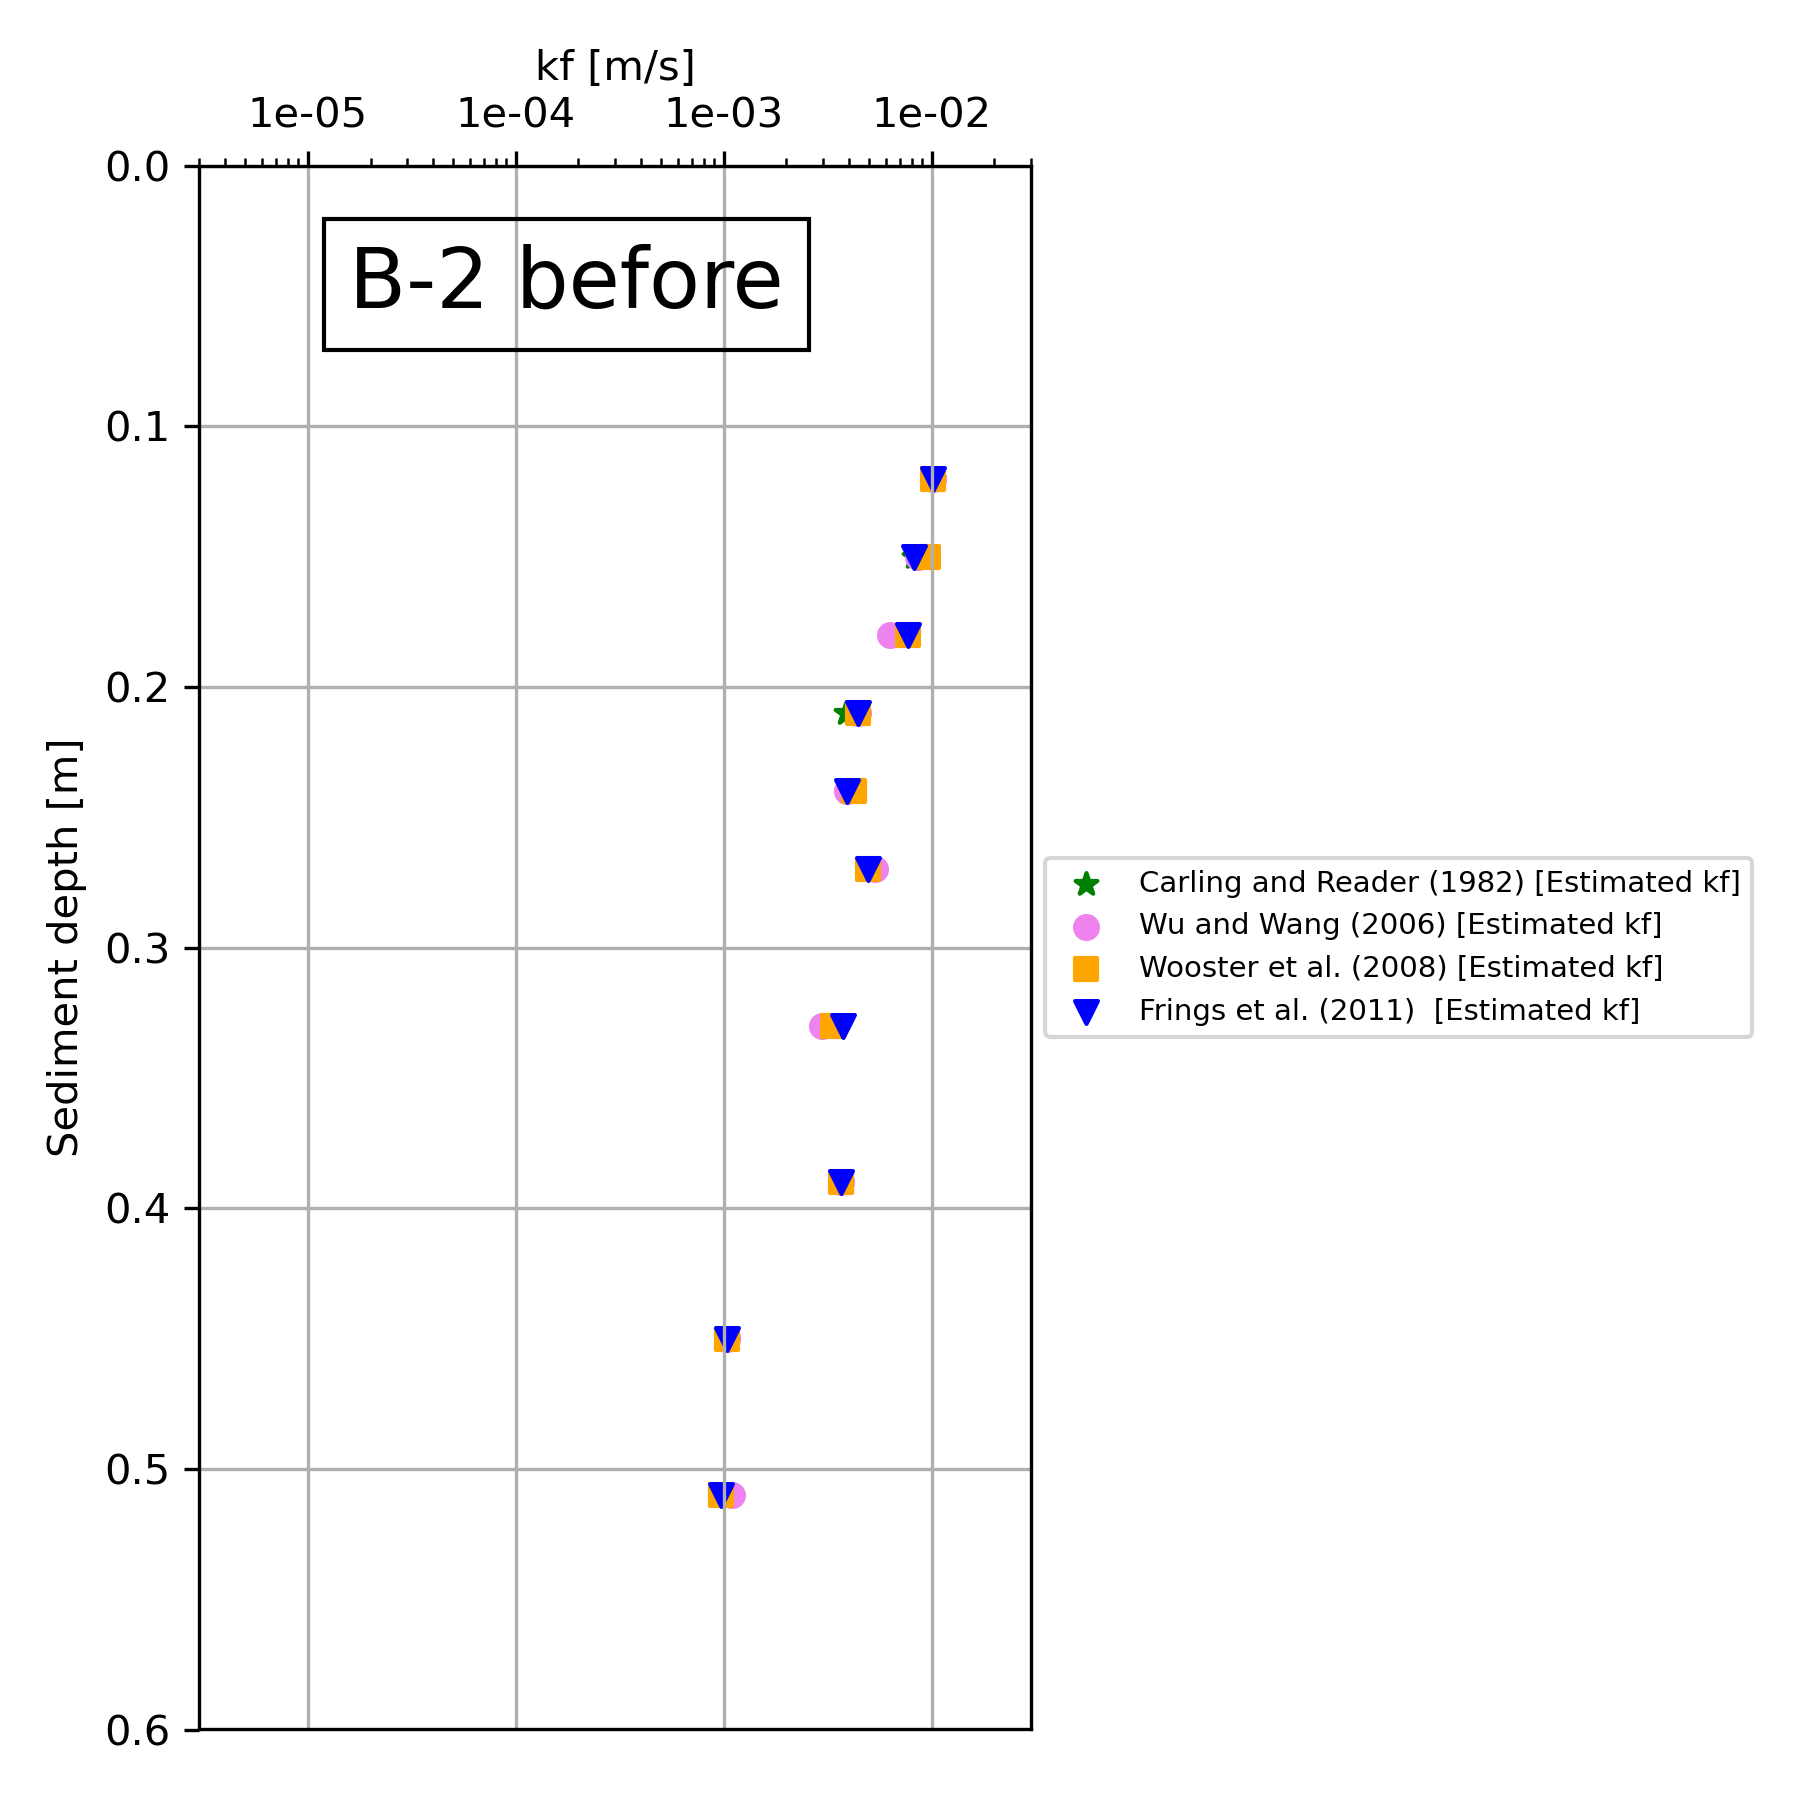 kf [m/s]
1e-05 1e-04 1e-03 1e-02
0.0
B-2 before
0.1
0.2
0.3
0.4
0.5
0.6
Sediment depth [m]
Carling and Reader (1982) [Estimated kf]
Wu and Wang (2006) [Estimated kf]
Wooster et al. (2008) [Estimated kf]
Frings et al. (2011)  [Estimated kf]